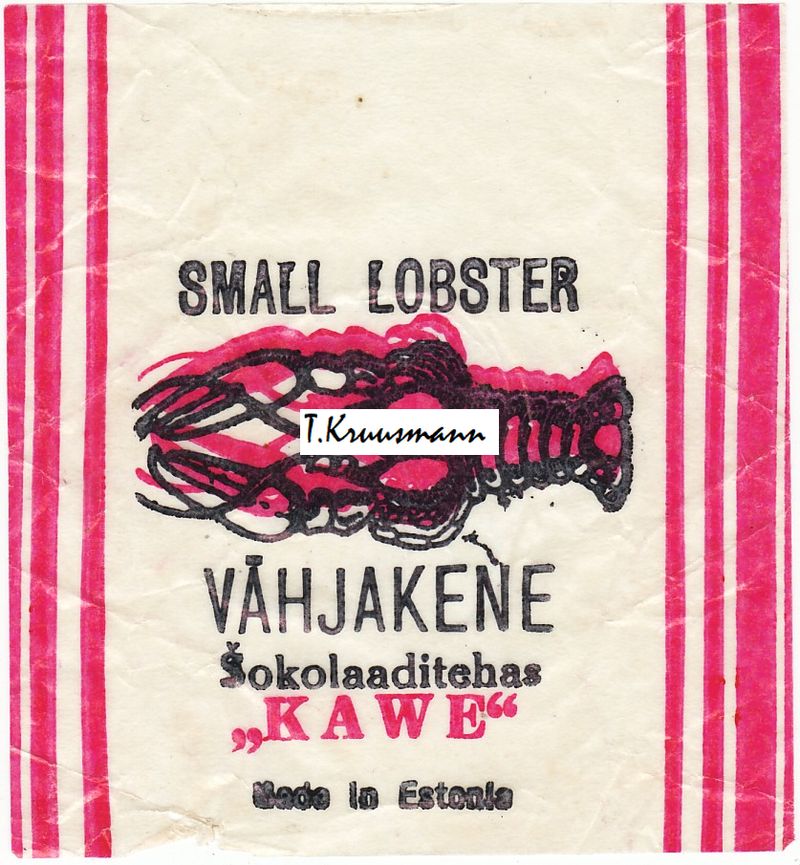 SMALL LOBSTER
T.Kruusmann
VÄHJAKENE
Šokolaaditehas
„KAWE“
Made in Estonia